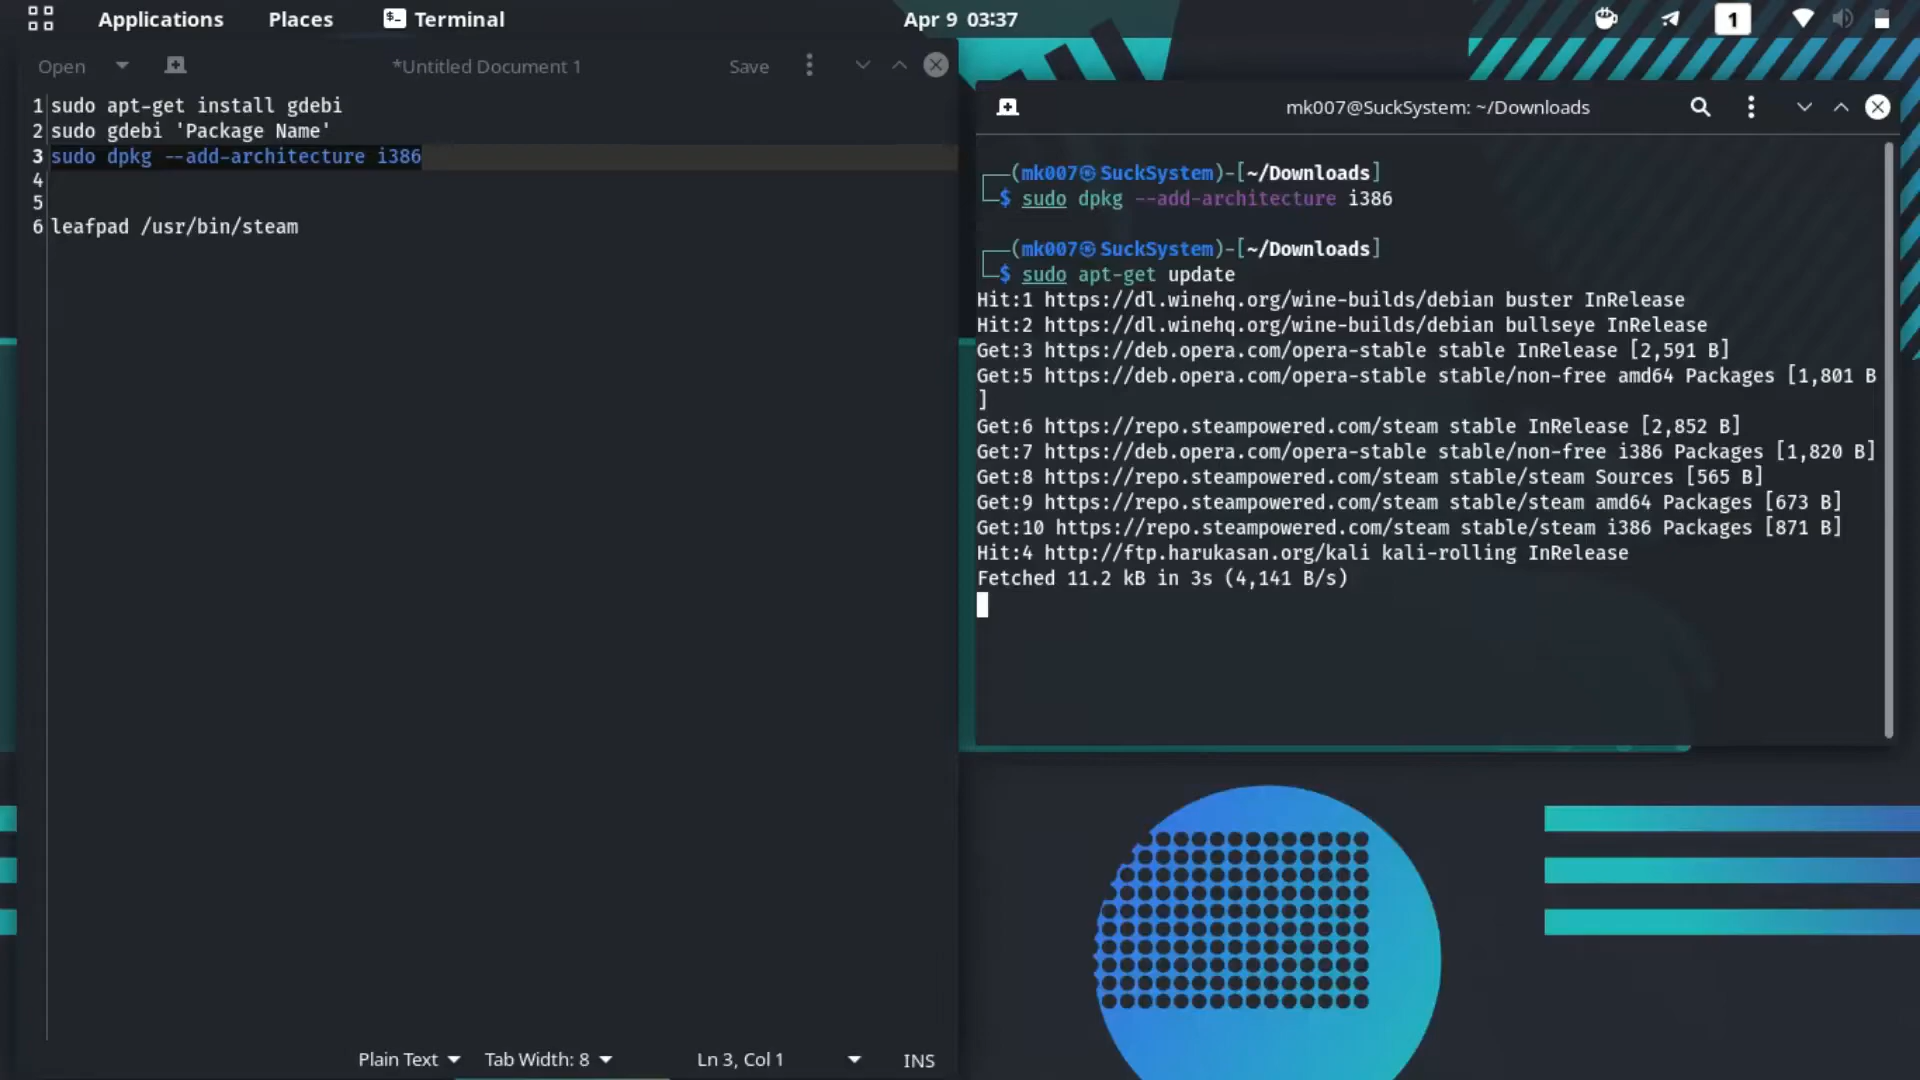 Applications Places Terminal Apr 9 03:37 1
Open *Untitled Document 1 Save
1 sudo apt-get install gdebi
2 sudo gdebi 'Package Name'
3 sudo dpkg --add-architecture i386
4
5
6 leafpad /usr/bin/steam
Plain Text Tab Width: 8 Ln 3, Col 1 INS
mk007@SuckSystem: ~/Downloads
┌──(mk007㉿SuckSystem)-[~/Downloads]
└─$ sudo dpkg --add-architecture i386
┌──(mk007㉿SuckSystem)-[~/Downloads]
└─$ sudo apt-get update
Hit:1 https://dl.winehq.org/wine-builds/debian buster InRelease
Hit:2 https://dl.winehq.org/wine-builds/debian bullseye InRelease
Get:3 https://deb.opera.com/opera-stable stable InRelease [2,591 B]
Get:5 https://deb.opera.com/opera-stable stable/non-free amd64 Packages [1,801 B
]
Get:6 https://repo.steampowered.com/steam stable InRelease [2,852 B]
Get:7 https://deb.opera.com/opera-stable stable/non-free i386 Packages [1,820 B]
Get:8 https://repo.steampowered.com/steam stable/steam Sources [565 B]
Get:9 https://repo.steampowered.com/steam stable/steam amd64 Packages [673 B]
Get:10 https://repo.steampowered.com/steam stable/steam i386 Packages [871 B]
Hit:4 http://ftp.harukasan.org/kali kali-rolling InRelease
Fetched 11.2 kB in 3s (4,141 B/s)